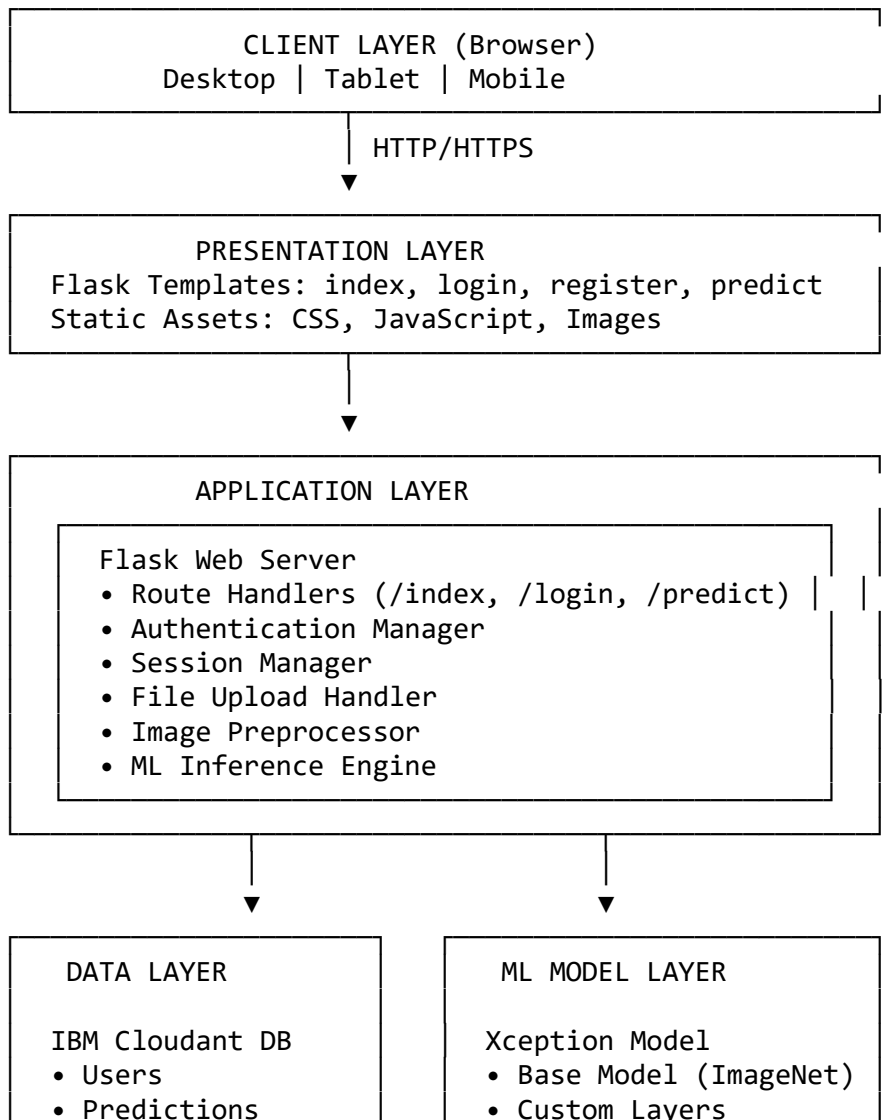 CLIENT LAYER (Browser)
Desktop | Tablet | Mobile
HTTP/HTTPS
PRESENTATION LAYER
Flask Templates: index, login, register, predict
Static Assets: CSS, JavaScript, Images
APPLICATION LAYER
Flask Web Server
• Route Handlers (/index, /login, /predict)
• Authentication Manager
• Session Manager
• File Upload Handler
• Image Preprocessor
• ML Inference Engine
DATA LAYER
IBM Cloudant DB
• Users
• Predictions
ML MODEL LAYER
Xception Model
• Base Model (ImageNet)
• Custom Layers